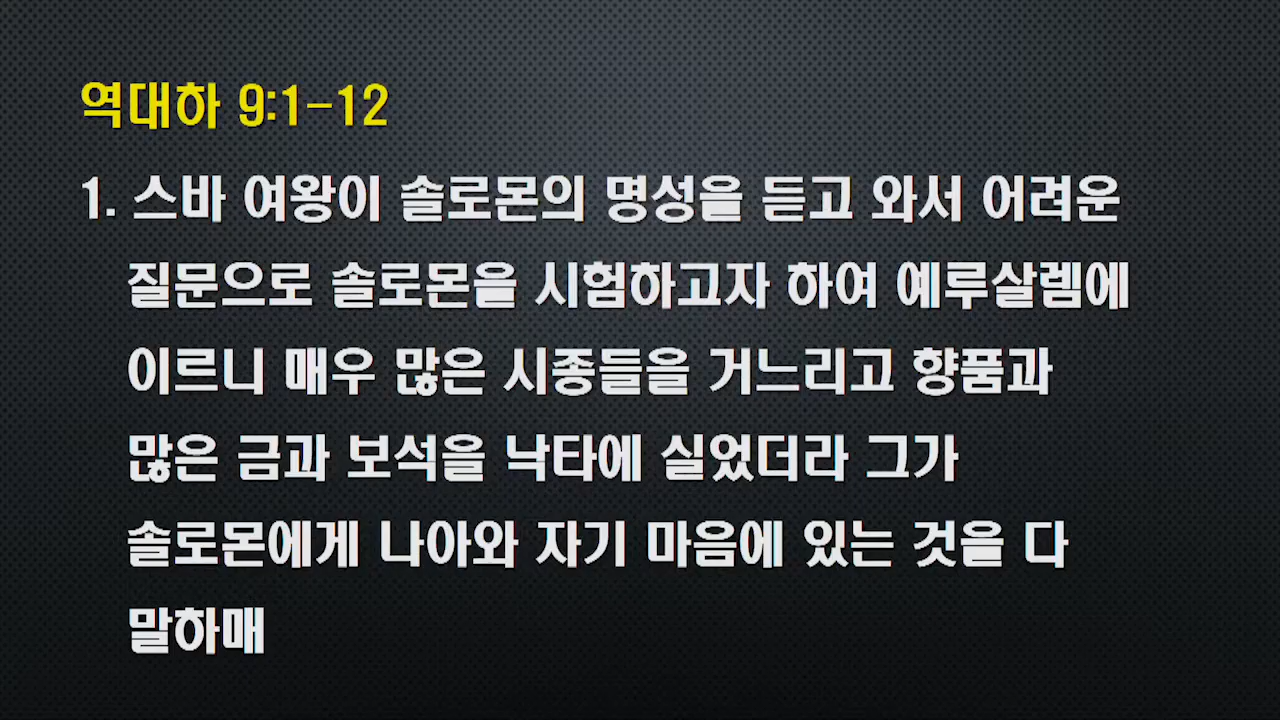 역대하 9:1-12
1. 스바 여왕이 솔로몬의 명성을 듣고 와서 어려운
질문으로 솔로몬을 시험하고자 하여 예루살렘에
이르니 매우 많은 시종들을 거느리고 향품과
많은 금과 보석을 낙타에 실었더라 그가
솔로몬에게 나아와 자기 마음에 있는 것을 다
말하매